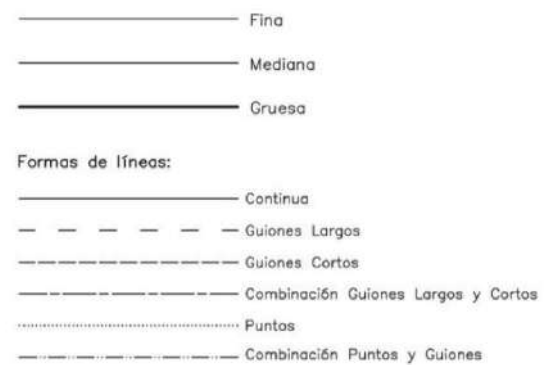 Fina
Mediana
Gruesa
Formas de líneas:
Continua
Guiones Largos
Guiones Cortos
Combinación Guiones Largos y Cortos
Puntos
Combinación Puntos y Guiones